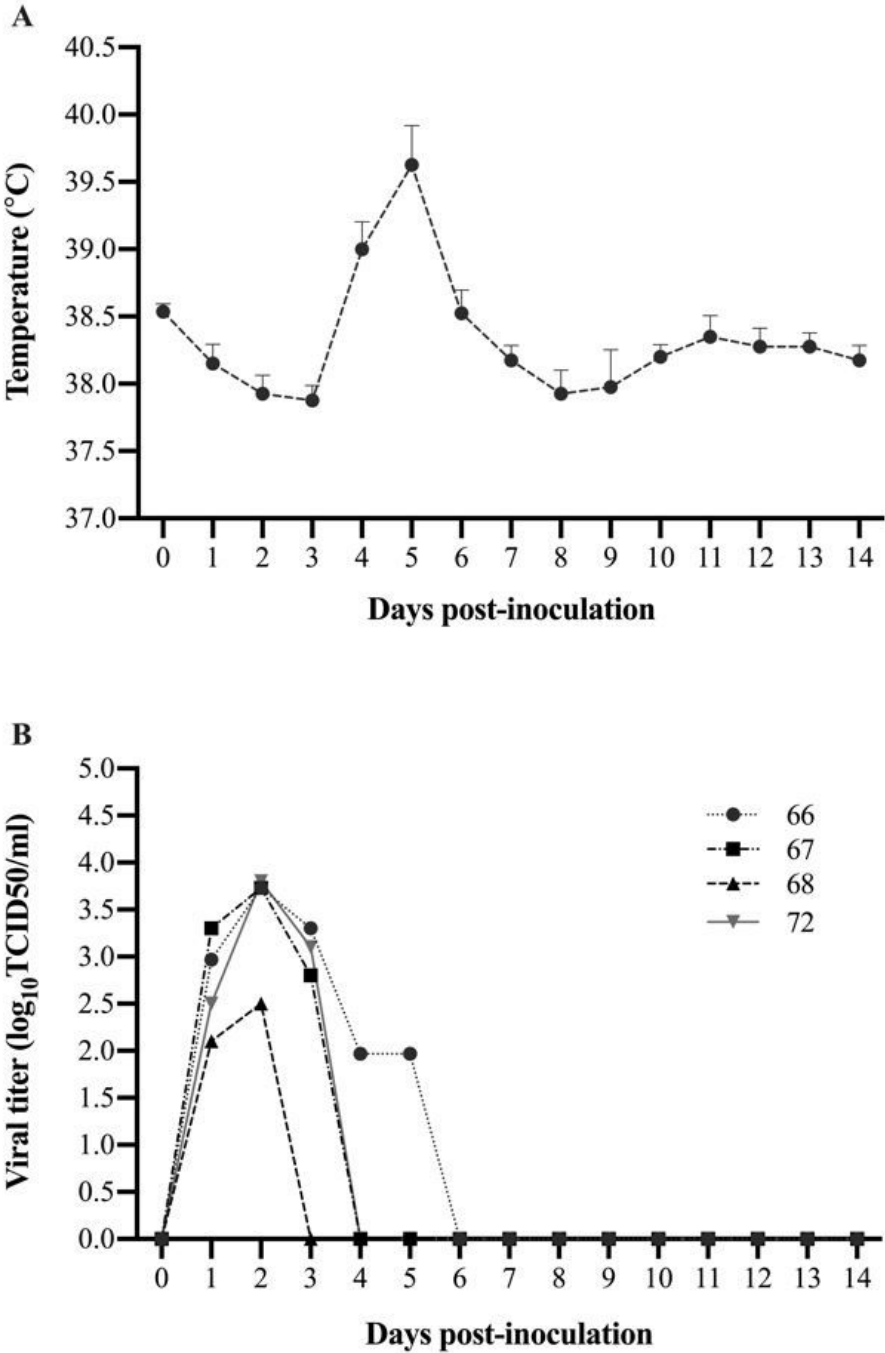 A
40.5
40.0
39.5
39.0
38.5
38.0
37.5
37.0
Temperature (°C)
0 1 2 3 4 5 6 7 8 9 10 11 12 13 14
Days post-inoculation
B
5.0
4.5
4.0
3.5
3.0
2.5
2.0
1.5
1.0
0.5
0.0
Viral titer (log₁₀TCID50/ml)
66
67
68
72
0 1 2 3 4 5 6 7 8 9 10 11 12 13 14
Days post-inoculation